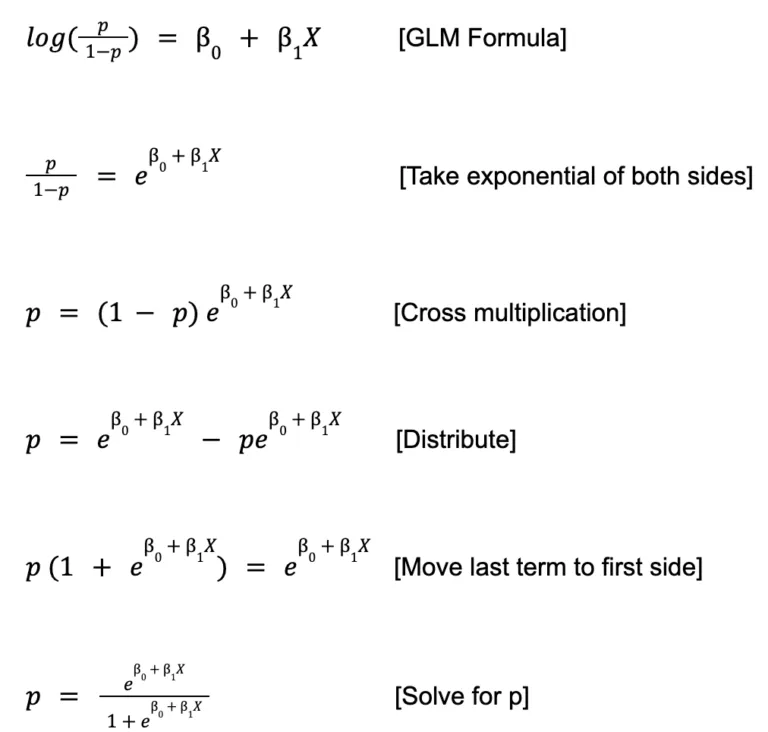 log(p/1−p) = β₀ + β₁X [GLM Formula]
p/1−p = e^β₀ + β₁X [Take exponential of both sides]
p = (1 − p) e^β₀ + β₁X [Cross multiplication]
p = e^β₀ + β₁X − pe^β₀ + β₁X [Distribute]
p (1 + e^β₀ + β₁X) = e^β₀ + β₁X [Move last term to first side]
p = e^β₀ + β₁X / 1 + e^β₀ + β₁X [Solve for p]